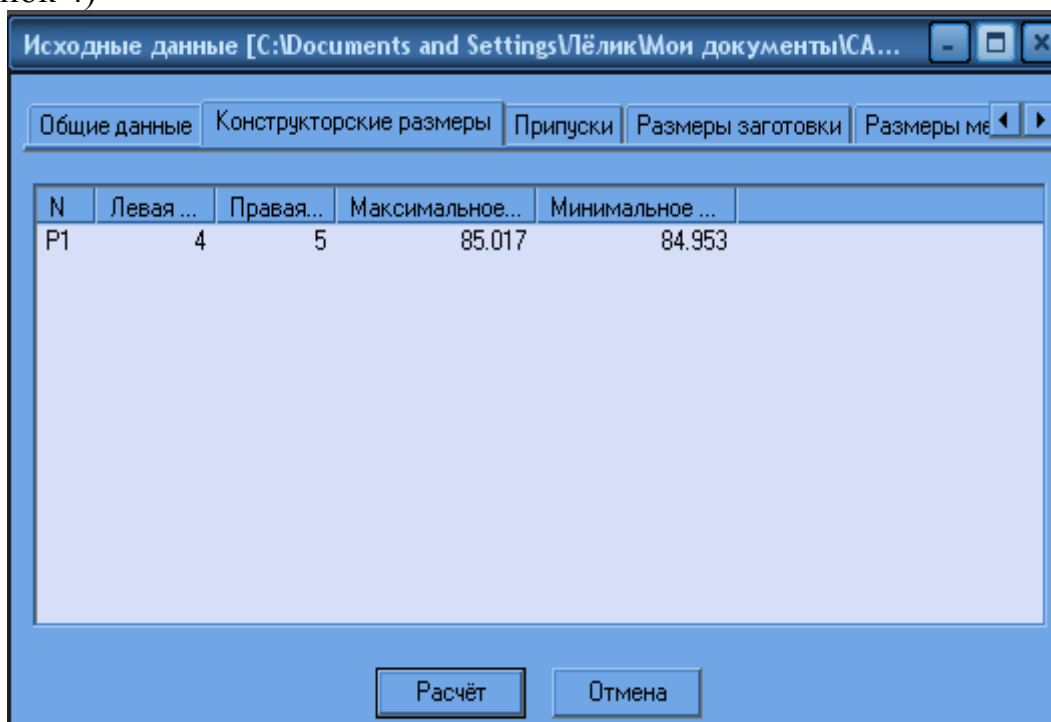 Исходные данные [C:\Documents and Settings\Лёлик\Мои документы\CA...
Общие данные Конструкторские размеры Припуски Размеры заготовки Размеры ме
N Левая ... Правая... Максимальное... Минимальное ...
P1 4 5 85.017 84.953
Расчёт Отмена